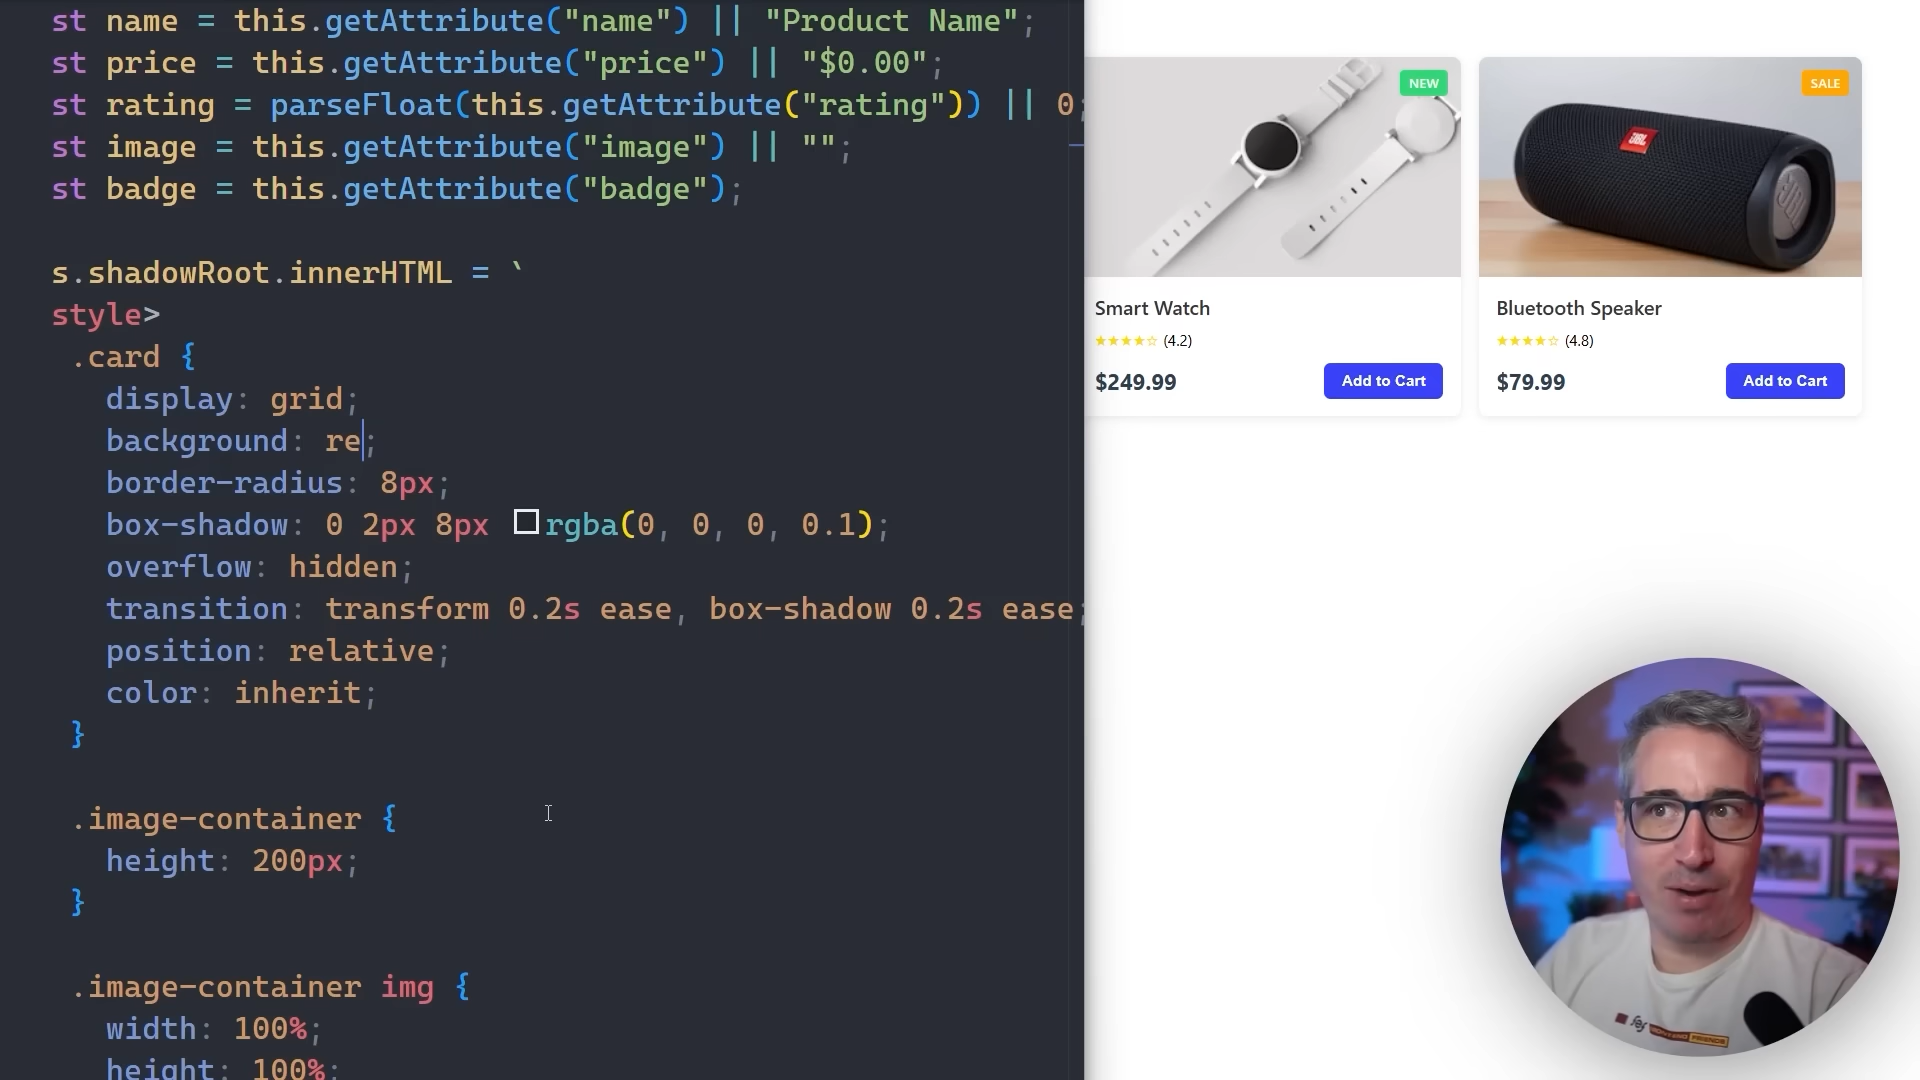 st name = this.getAttribute("name") || "Product Name";
st price = this.getAttribute("price") || "$0.00";
st rating = parseFloat(this.getAttribute("rating")) || 0;
st image = this.getAttribute("image") || "";
st badge = this.getAttribute("badge");
s.shadowRoot.innerHTML = `
style>
.card {
display: grid;
background: re;
border-radius: 8px;
box-shadow: 0 2px 8px rgba(0, 0, 0, 0.1);
overflow: hidden;
transition: transform 0.2s ease, box-shadow 0.2s ease;
position: relative;
color: inherit;
}
.image-container {
height: 200px;
}
.image-container img {
width: 100%;
height: 100%;
NEW
Smart Watch
★★★★☆ (4.2)
$249.99
Add to Cart
SALE
JBL
Bluetooth Speaker
★★★★☆ (4.8)
$79.99
Add to Cart
FRIENDS